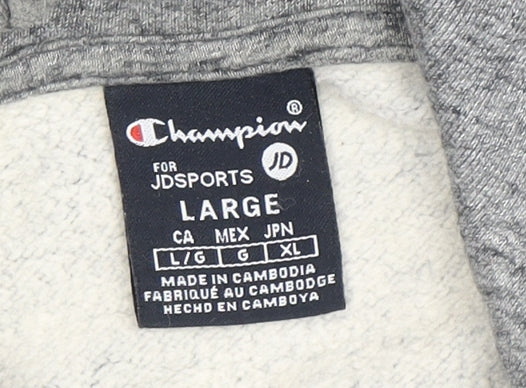 Champion®
FOR
JDSPORTS JD
LARGE
CA MEX JPN
L/G G XL
MADE IN CAMBODIA
FABRIQUÉ AU CAMBODGE
HECHO EN CAMBOYA